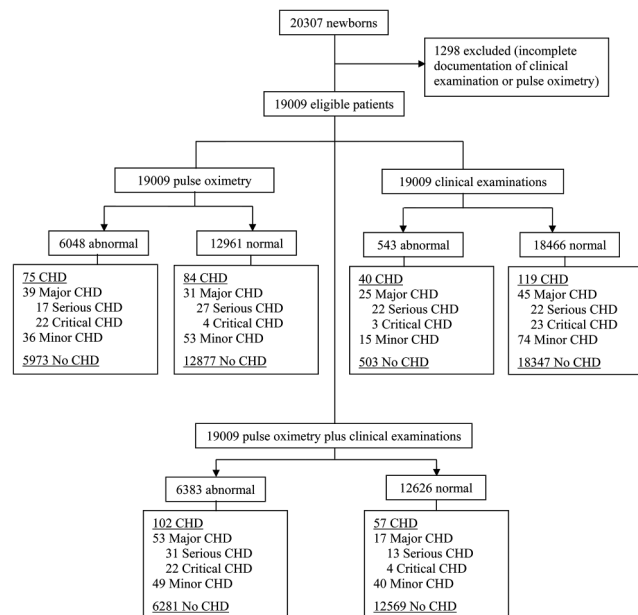 20307 newborns
1298 excluded (incomplete
documentation of clinical
examination or pulse oximetry)
19009 eligible patients
19009 pulse oximetry
19009 clinical examinations
6048 abnormal
12961 normal
543 abnormal
18466 normal
75 CHD
39 Major CHD
17 Serious CHD
22 Critical CHD
36 Minor CHD
5973 No CHD
84 CHD
31 Major CHD
27 Serious CHD
4 Critical CHD
53 Minor CHD
12877 No CHD
40 CHD
25 Major CHD
22 Serious CHD
3 Critical CHD
15 Minor CHD
503 No CHD
119 CHD
45 Major CHD
22 Serious CHD
23 Critical CHD
74 Minor CHD
18347 No CHD
19009 pulse oximetry plus clinical examinations
6383 abnormal
12626 normal
102 CHD
53 Major CHD
31 Serious CHD
22 Critical CHD
49 Minor CHD
6281 No CHD
57 CHD
17 Major CHD
13 Serious CHD
4 Critical CHD
40 Minor CHD
12569 No CHD